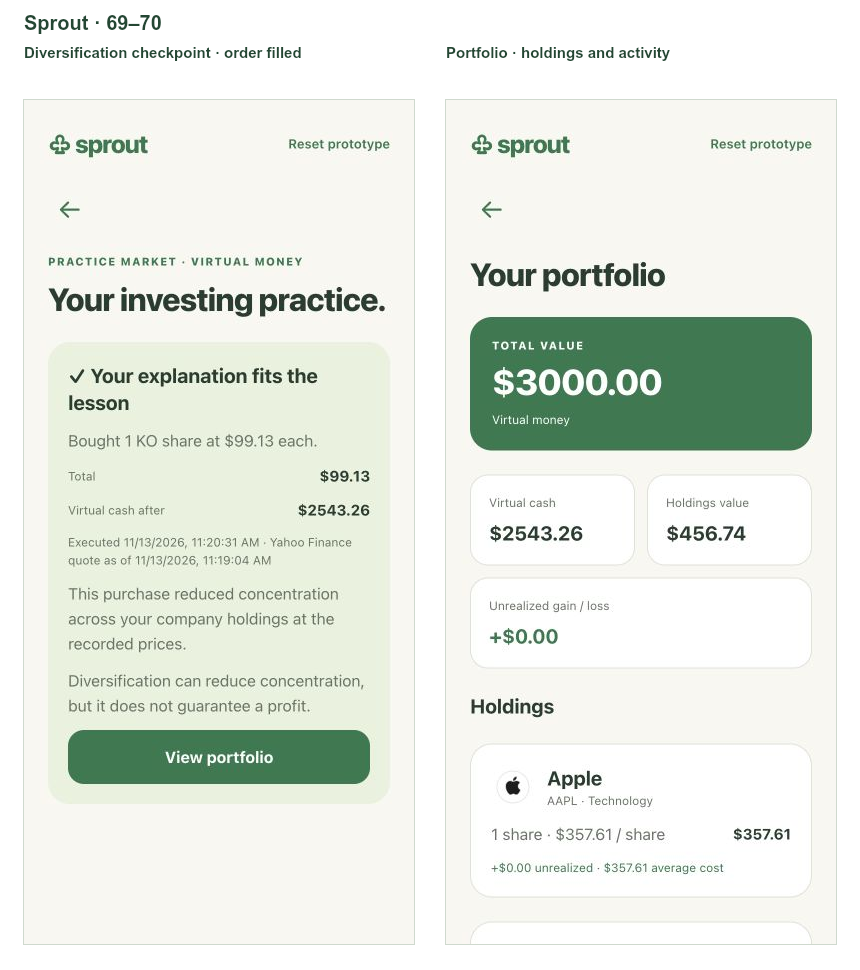 Sprout · 69–70
Diversification checkpoint · order filled
sprout
Reset prototype
PRACTICE MARKET · VIRTUAL MONEY
Your investing practice.
✓ Your explanation fits the
lesson
Bought 1 KO share at $99.13 each.
Total $99.13
Virtual cash after $2543.26
Executed 11/13/2026, 11:20:31 AM · Yahoo Finance
quote as of 11/13/2026, 11:19:04 AM
This purchase reduced concentration
across your company holdings at the
recorded prices.
Diversification can reduce concentration,
but it does not guarantee a profit.
View portfolio
Portfolio · holdings and activity
sprout
Reset prototype
Your portfolio
TOTAL VALUE
$3000.00
Virtual money
Virtual cash
$2543.26
Holdings value
$456.74
Unrealized gain / loss
+$0.00
Holdings
Apple
AAPL · Technology
1 share · $357.61 / share $357.61
+$0.00 unrealized · $357.61 average cost